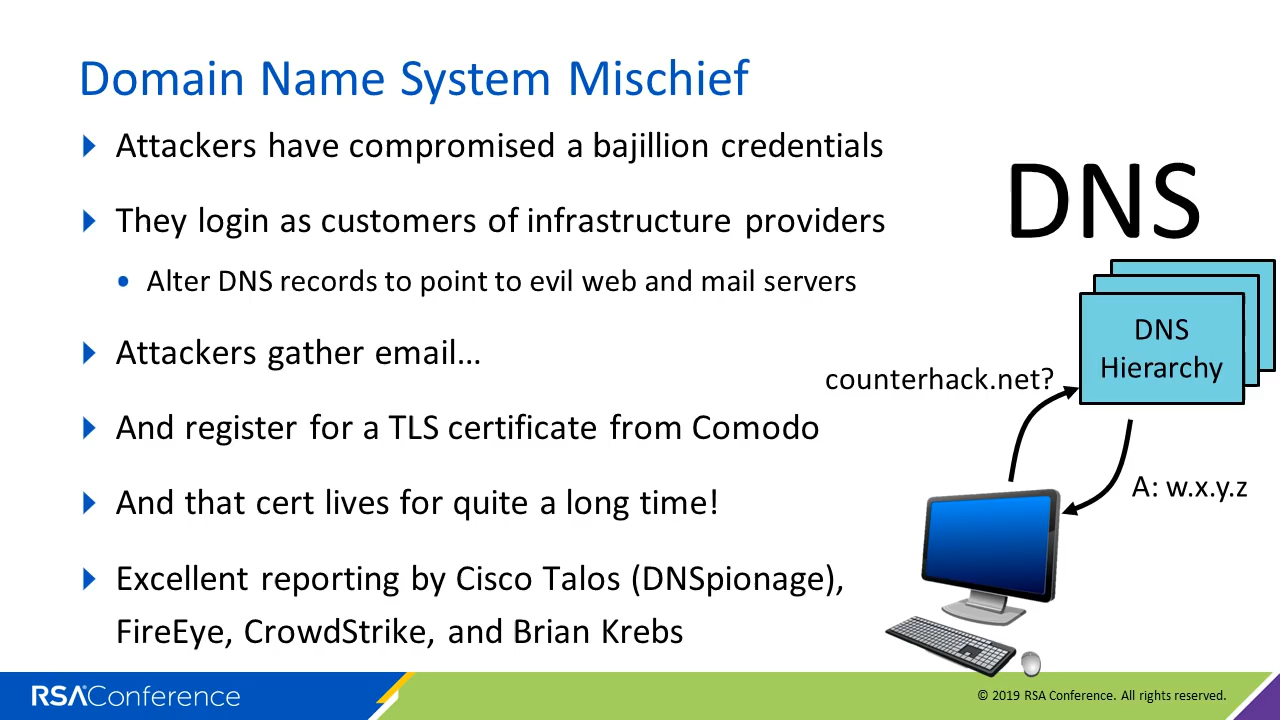 Domain Name System Mischief
Attackers have compromised a bajillion credentials
They login as customers of infrastructure providers
Alter DNS records to point to evil web and mail servers
Attackers gather email…
And register for a TLS certificate from Comodo
And that cert lives for quite a long time!
Excellent reporting by Cisco Talos (DNSpionage),
FireEye, CrowdStrike, and Brian Krebs
DNS
DNS
Hierarchy
counterhack.net?
A: w.x.y.z
RSAConference
© 2019 RSA Conference. All rights reserved.